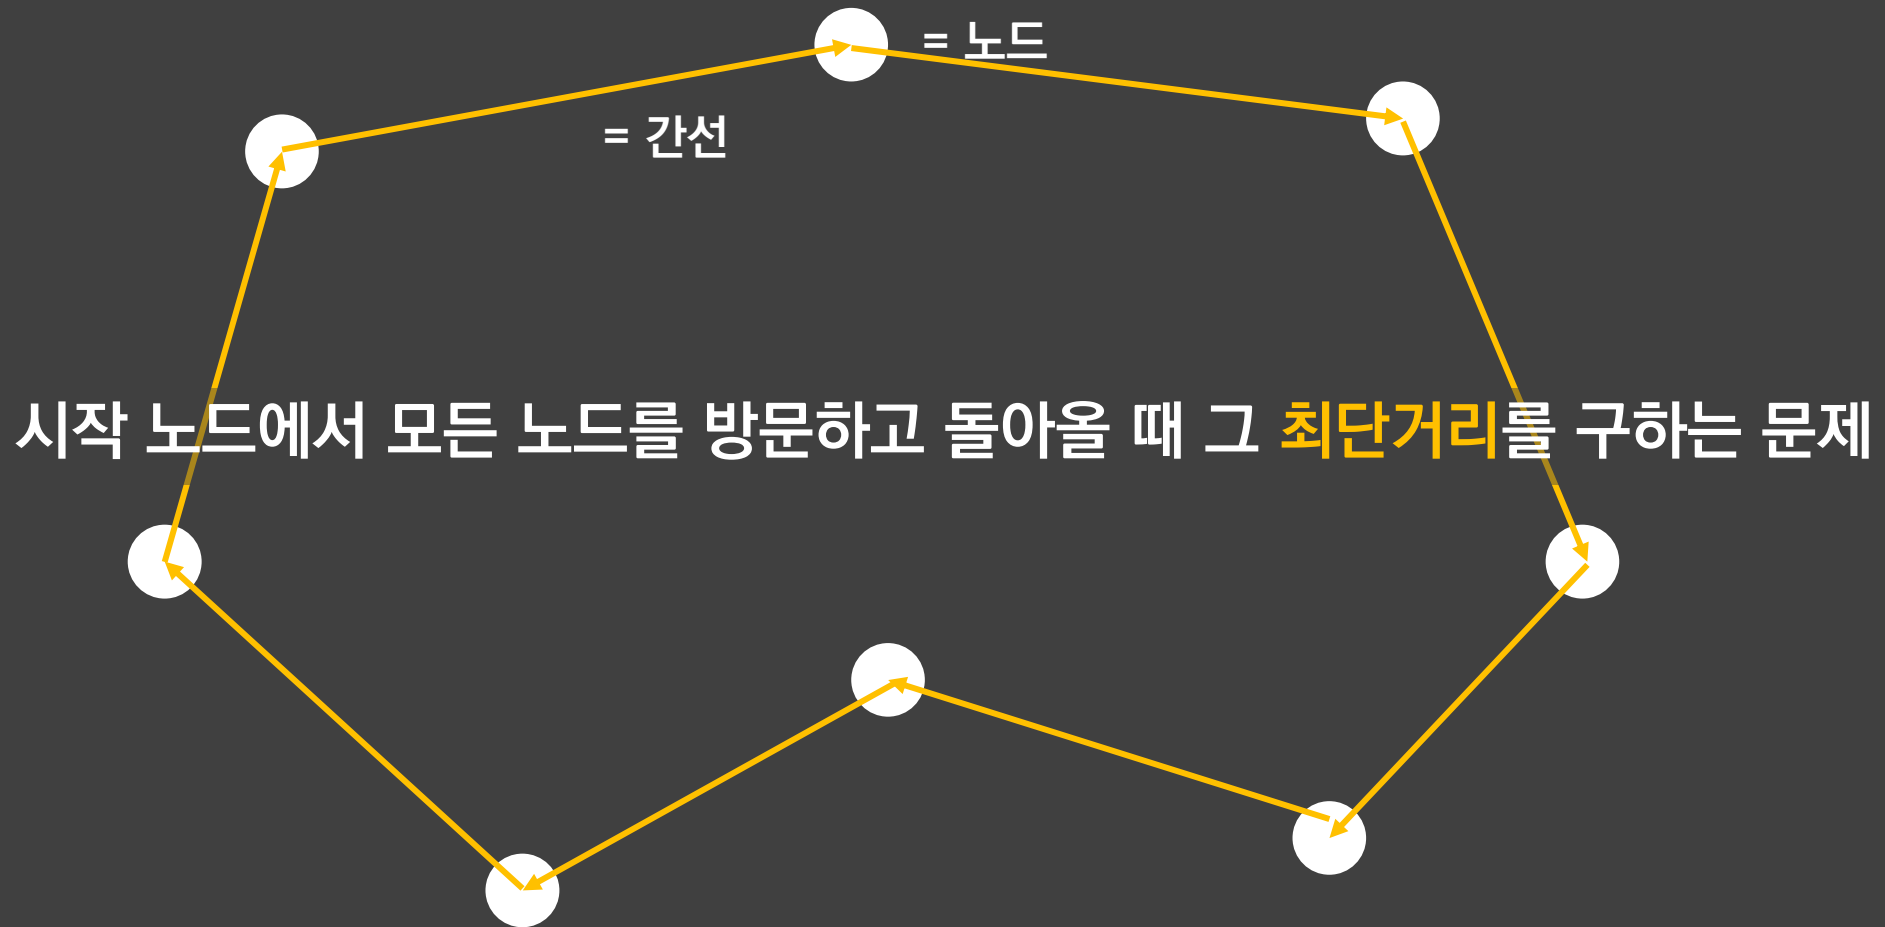 = 노드
= 간선
시작 노드에서 모든 노드를 방문하고 돌아올 때 그 최단거리를 구하는 문제